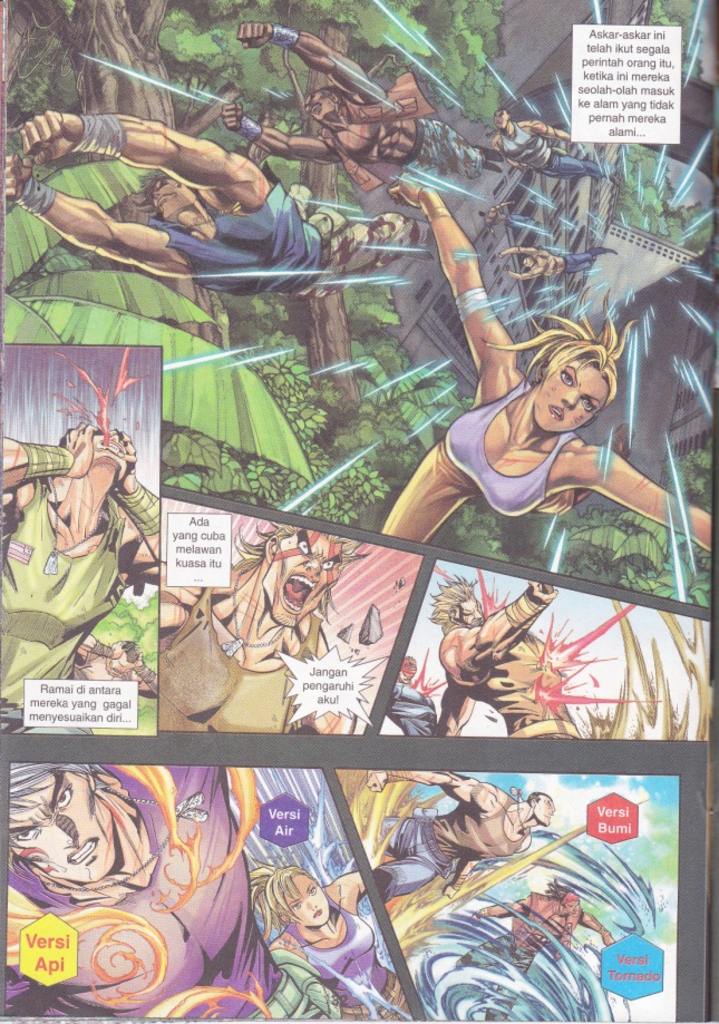 Askar-askar ini
telah ikut segala
perintah orang itu,
ketika ini mereka
seolah-olah masuk
ke alam yang tidak
pernah mereka
alami...
Ramai di antara
mereka yang gagal
menyesuaikan diri...
Ada
yang cuba
melawan
kuasa itu
...
Jangan
pengaruhi
aku!
Versi
Api
Versi
Air
Versi
Bumi
Versi
Tornado